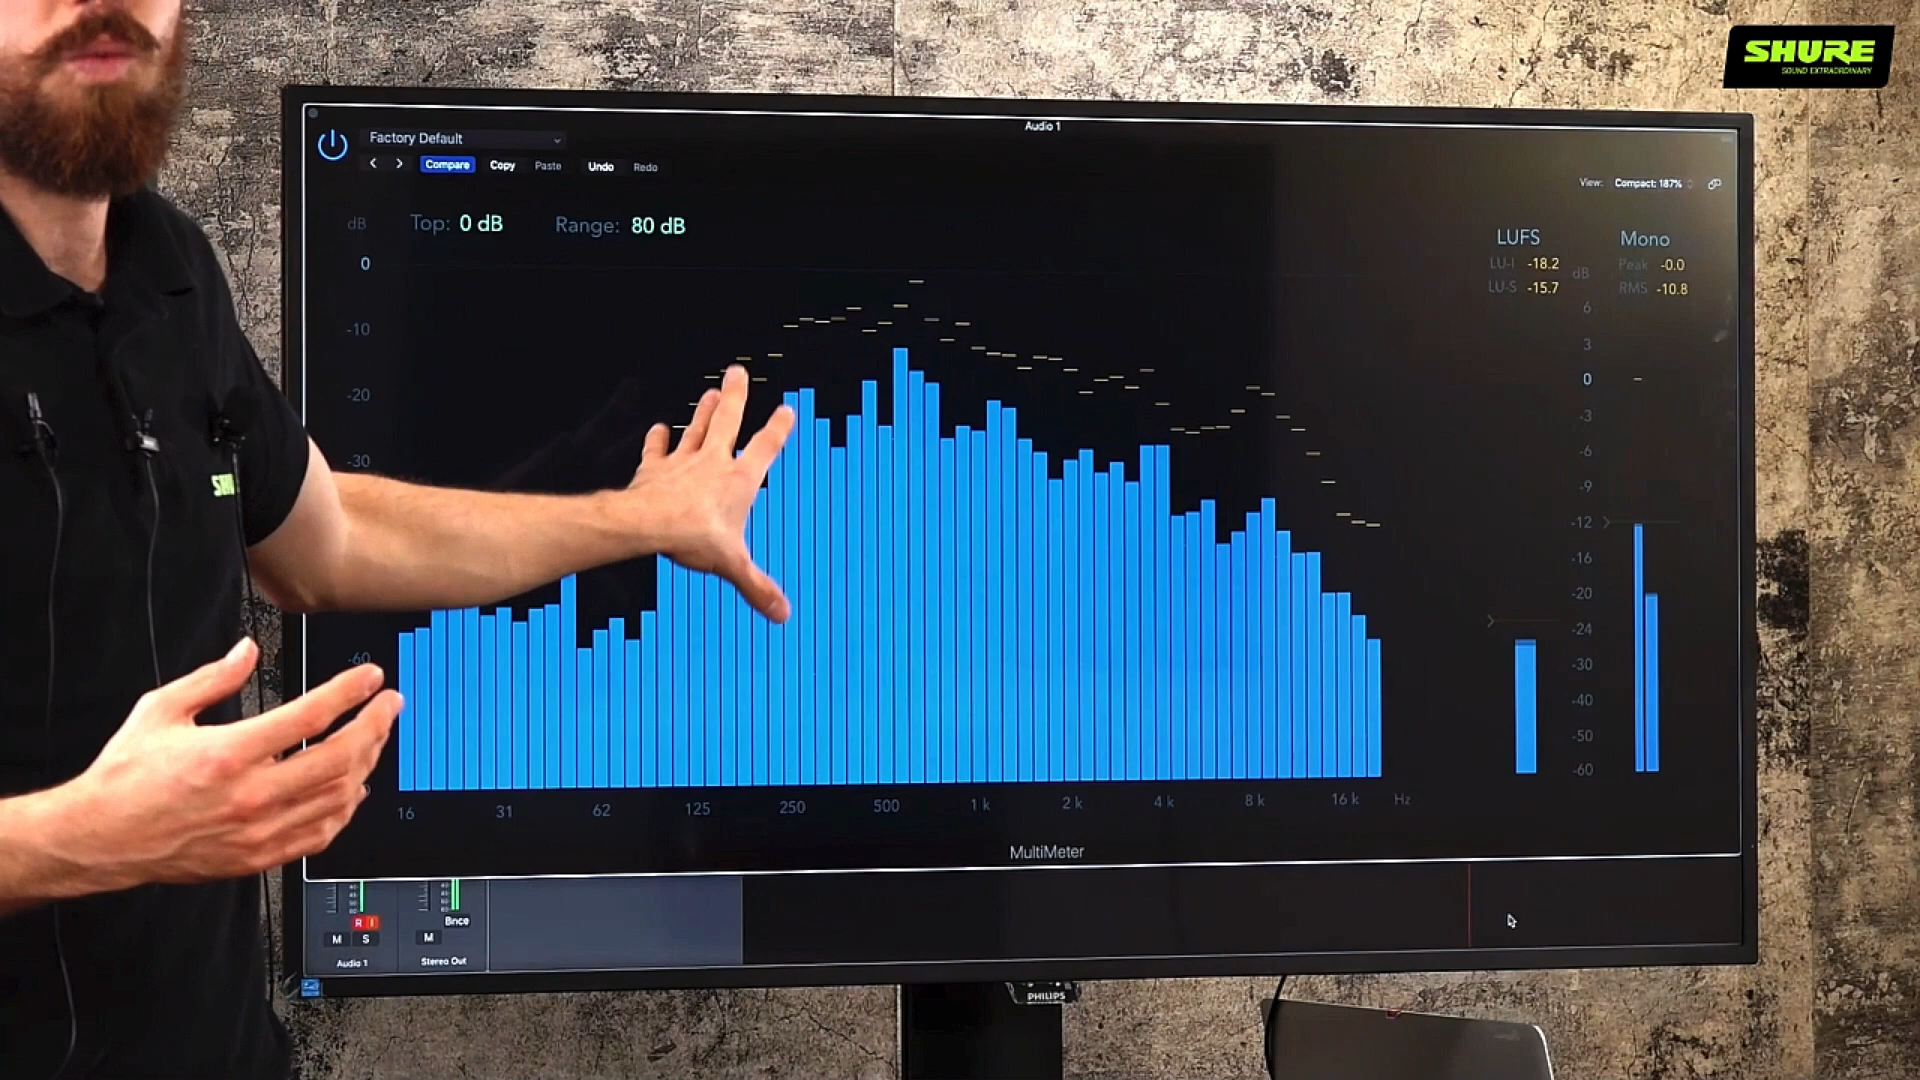 SHURE
SOUND EXTRAORDINARY
Audio 1
Factory Default
Compare Copy Paste Undo Redo
View: Compact: 187%
dB Top: 0 dB Range: 80 dB
LUFS Mono
LU-I -18.2 dB Peak -0.0
LU-S -15.7 RMS -10.8
0
-10
-20
-30
-60
6
3
0
-3
-6
-9
-12
-16
-20
-24
-30
-40
-50
-60
16 31 62 125 250 500 1 k 2 k 4 k 8 k 16 k Hz
MultiMeter
R I Bnce
M S M
Audio 1 Stereo Out
PHILIPS